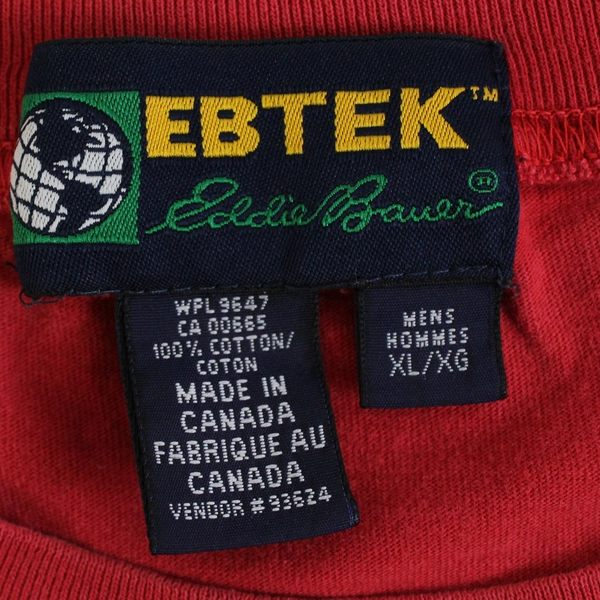 EBTEK™
Eddie Bauer®
WPL 9647
CA 00665
100% COTTON/
COTON
MADE IN
CANADA
FABRIQUE AU
CANADA
VENDOR #93624
MENS
HOMMES
XL/XG